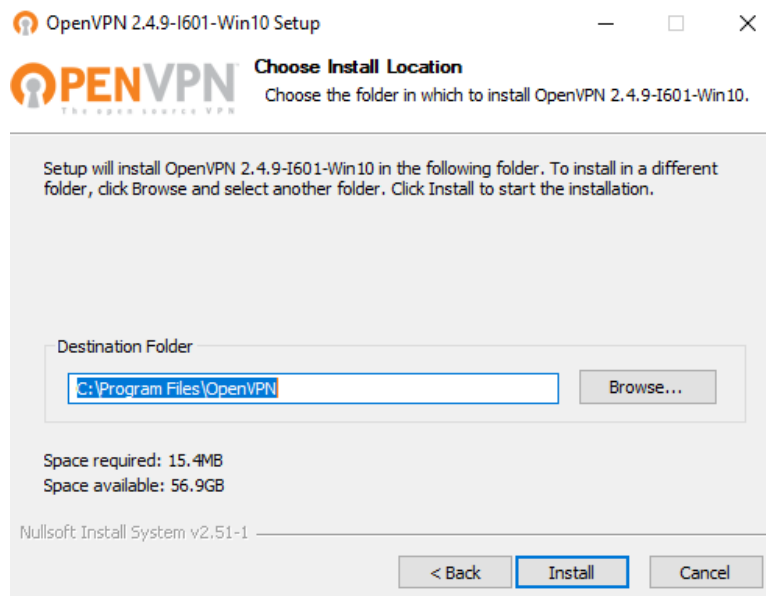 OpenVPN 2.4.9-I601-Win10 Setup
OPENVPN
The open source VPN
Choose Install Location
Choose the folder in which to install OpenVPN 2.4.9-I601-Win10.
Setup will install OpenVPN 2.4.9-I601-Win10 in the following folder. To install in a different
folder, click Browse and select another folder. Click Install to start the installation.
Destination Folder
C:\Program Files\OpenVPN
Browse...
Space required: 15.4MB
Space available: 56.9GB
Nullsoft Install System v2.51-1
< Back
Install
Cancel